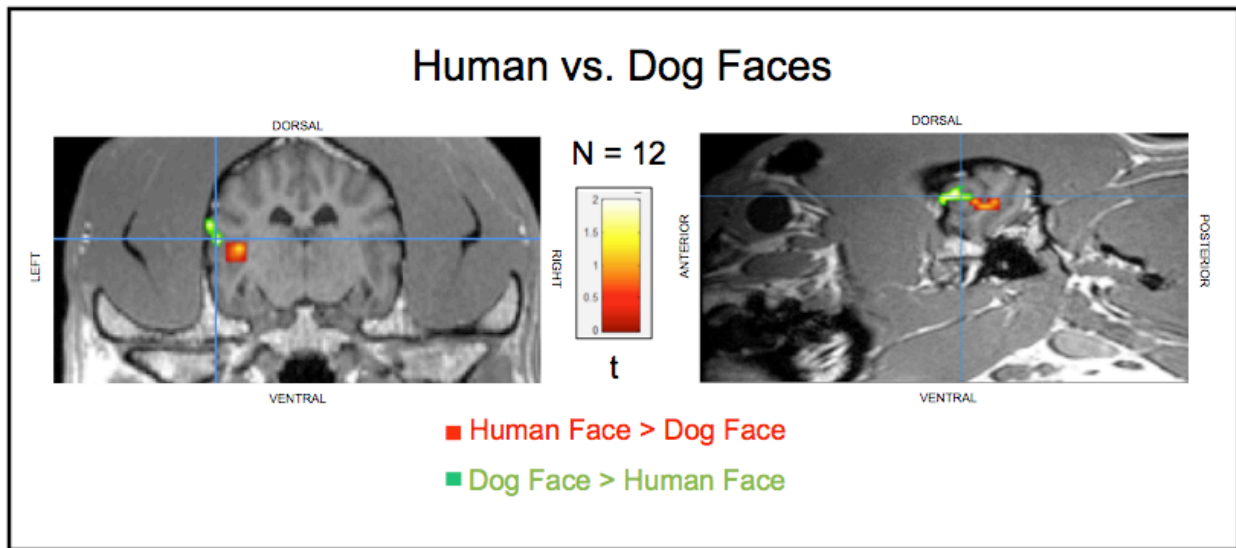 Human vs. Dog Faces
DORSAL
LEFT
RIGHT
VENTRAL
N = 12
2
1.5
1
0.5
0
t
DORSAL
ANTERIOR
POSTERIOR
VENTRAL
Human Face > Dog Face
Dog Face > Human Face